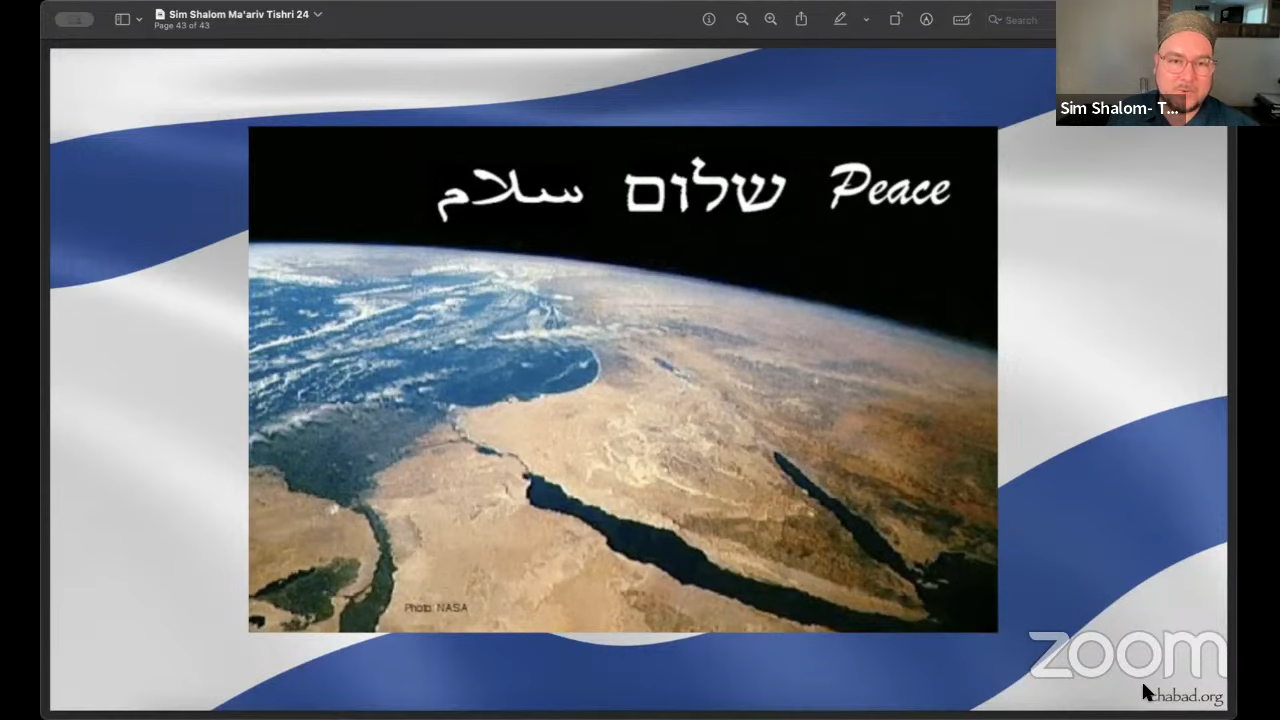 Sim Shalom Ma'ariv Tishri 24
Page 43 of 43
Search
Sim Shalom- T...
سلام שלום Peace
Photo: NASA
zoom
chabad.org